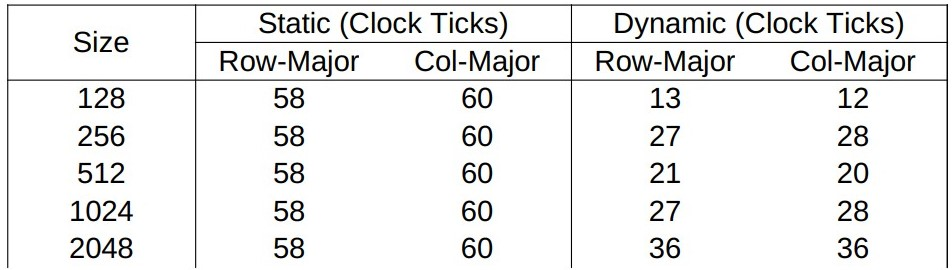 Size Static (Clock Ticks) Dynamic (Clock Ticks)
Row-Major Col-Major Row-Major Col-Major
128 58 60 13 12
256 58 60 27 28
512 58 60 21 20
1024 58 60 27 28
2048 58 60 36 36